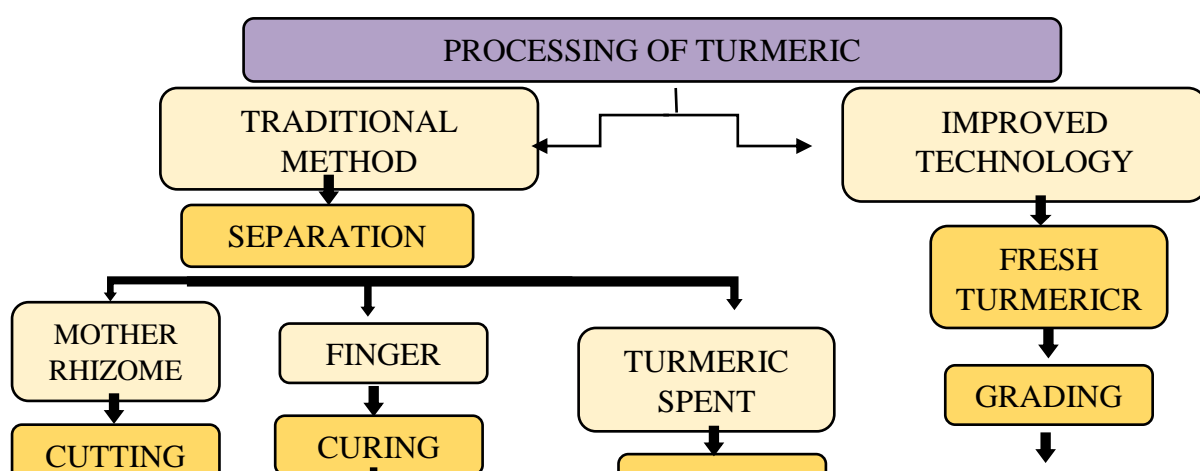 PROCESSING OF TURMERIC
TRADITIONAL
METHOD
IMPROVED
TECHNOLOGY
SEPARATION
FRESH
TURMERICR
MOTHER
RHIZOME
FINGER
TURMERIC
SPENT
GRADING
CUTTING
CURING